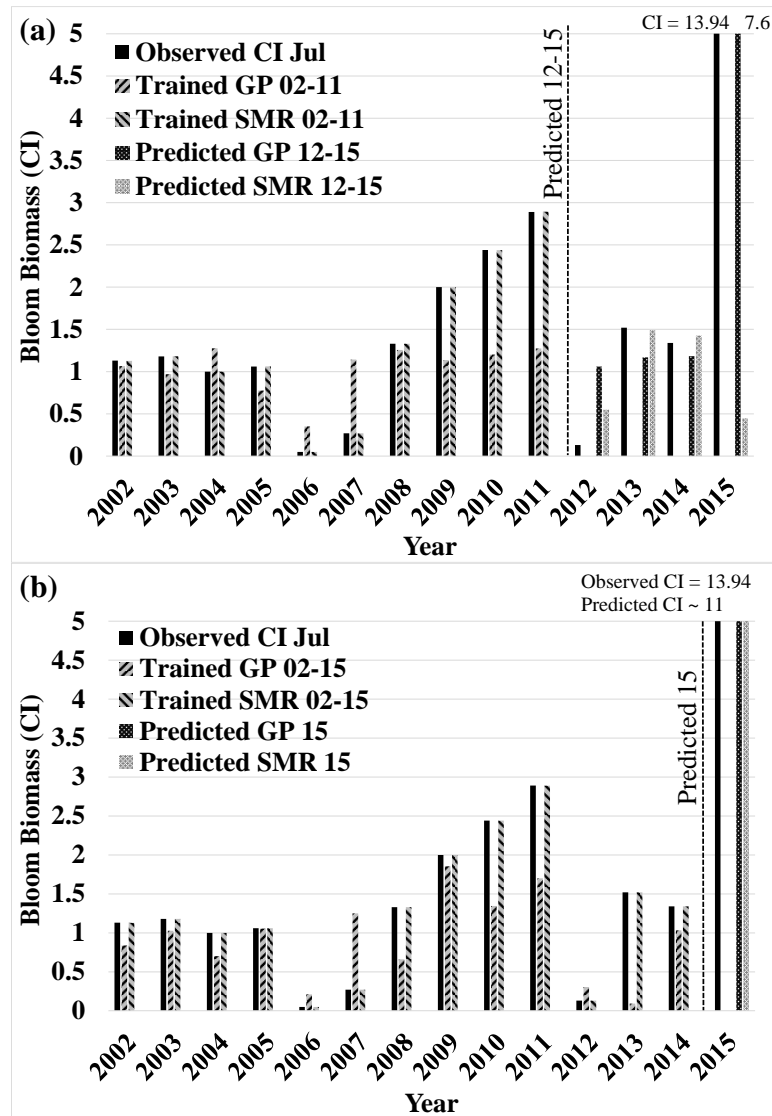 (a)
CI = 13.94 7.6
Observed CI Jul
Trained GP 02-11
Trained SMR 02-11
Predicted GP 12-15
Predicted SMR 12-15
Predicted 12-15
Bloom Biomass (CI)
5
4.5
4
3.5
3
2.5
2
1.5
1
0.5
0
2002
2003
2004
2005
2006
2007
2008
2009
2010
2011
2012
2013
2014
2015
Year
(b)
Observed CI = 13.94
Predicted CI ~ 11
Observed CI Jul
Trained GP 02-15
Trained SMR 02-15
Predicted GP 15
Predicted SMR 15
Predicted 15
Bloom Biomass (CI)
5
4.5
4
3.5
3
2.5
2
1.5
1
0.5
0
2002
2003
2004
2005
2006
2007
2008
2009
2010
2011
2012
2013
2014
2015
Year